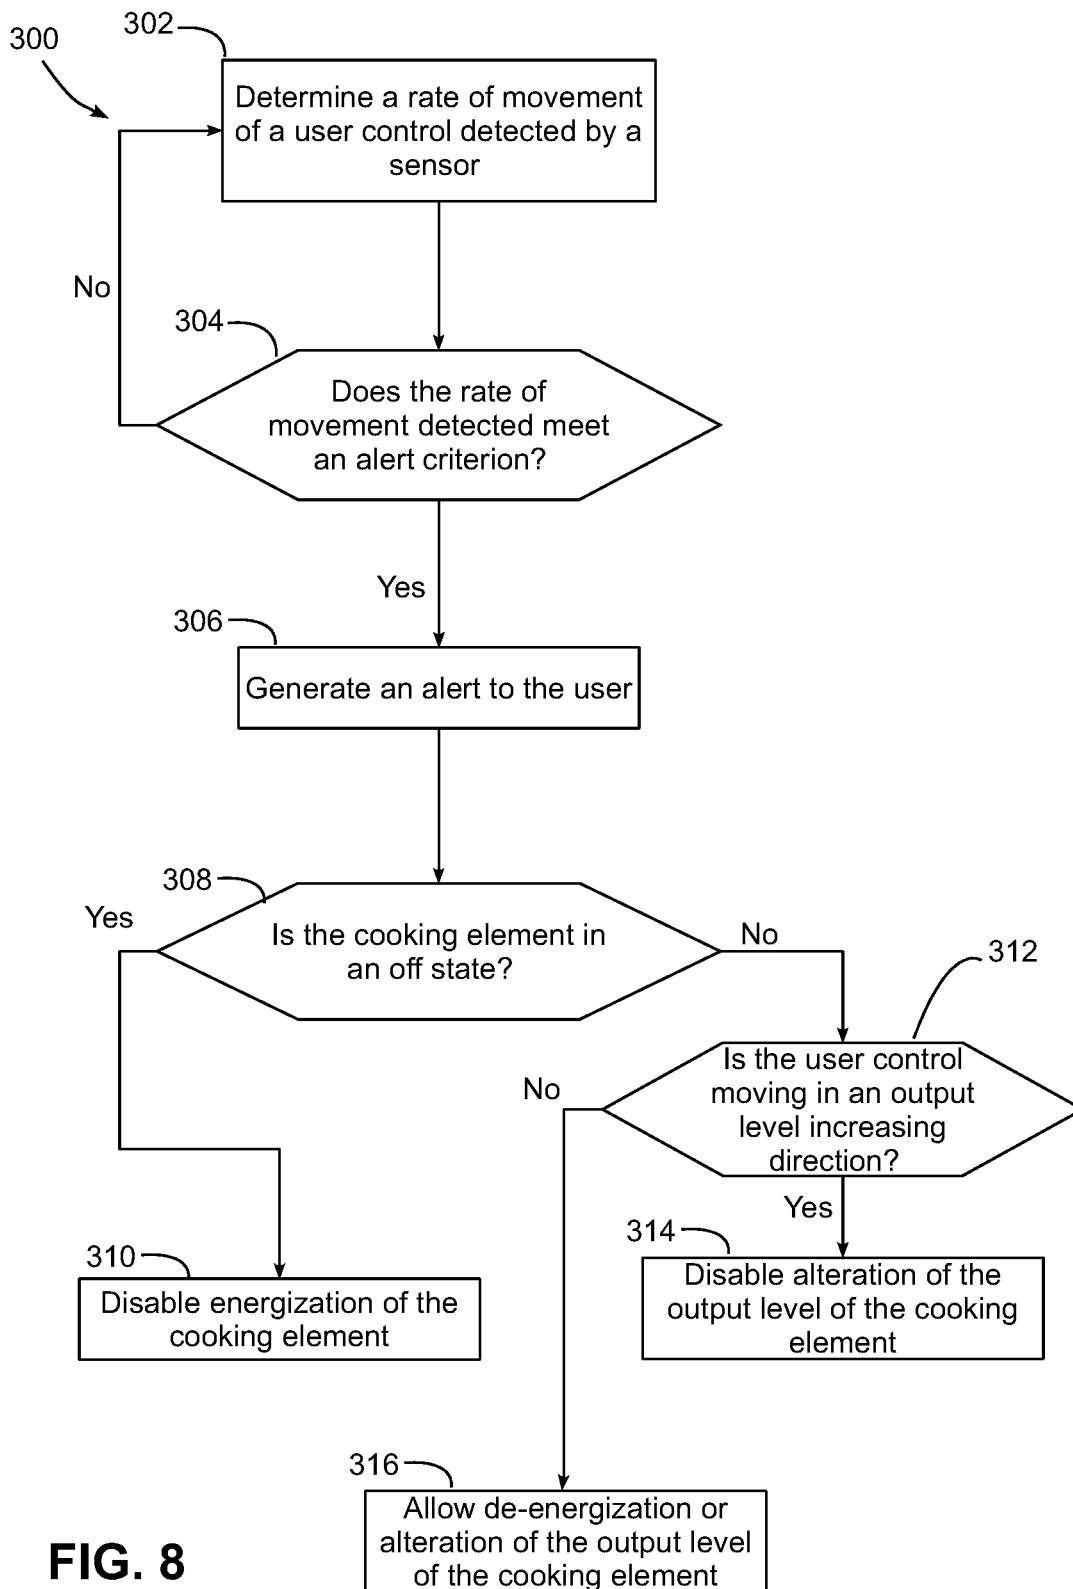 302
300
Determine a rate of movement
of a user control detected by a
sensor
No
304
Does the rate of
movement detected meet
an alert criterion?
Yes
306
Generate an alert to the user
308
Yes
Is the cooking element in
an off state?
No
312
Is the user control
moving in an output
level increasing
direction?
No
Yes
314
310
Disable energization of the
cooking element
Disable alteration of the
output level of the cooking
element
316
Allow de-energization or
alteration of the output level
of the cooking element
FIG. 8